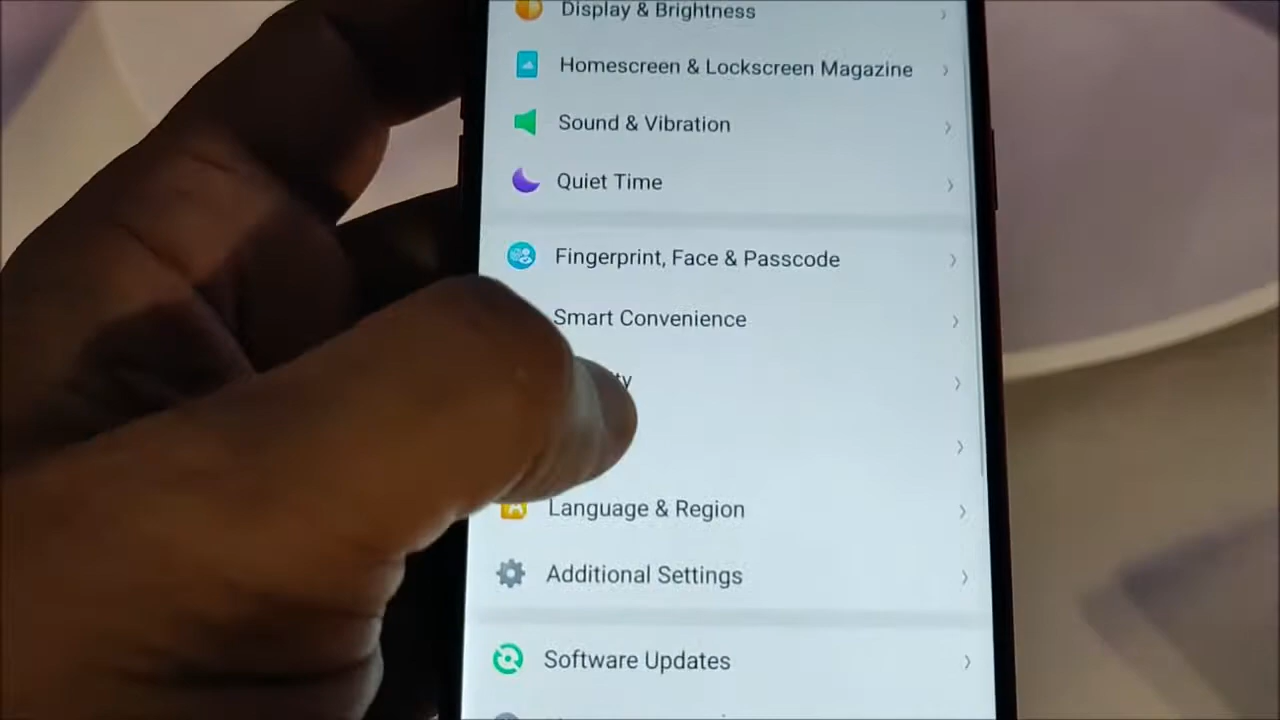 Display & Brightness
Homescreen & Lockscreen Magazine
Sound & Vibration
Quiet Time
Fingerprint, Face & Passcode
Smart Convenience
Language & Region
Additional Settings
Software Updates